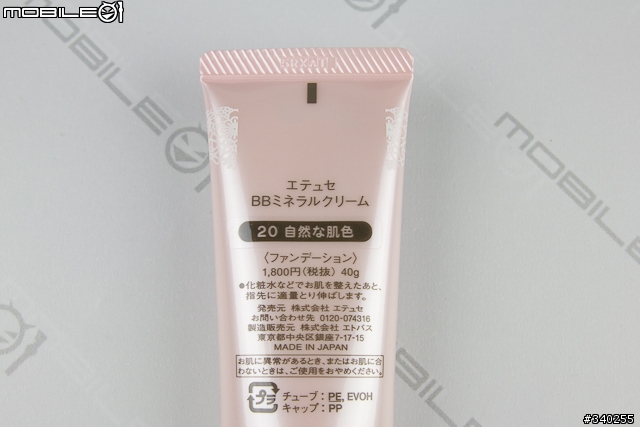 MOBILE01
エテュセ
BBミネラルクリーム
20 自然な肌色
〈ファンデーション〉
1,800円(税抜) 40g
●化粧水などでお肌を整えたあと、
指先に適量とり伸ばします。
発売元 株式会社 エテュセ
お問い合わせ先 0120-074316
製造販売元 株式会社 エトバス
東京都中央区銀座7-17-15
MADE IN JAPAN
お肌に異常があるとき、またはお肌に合
わないときは、ご使用をおやめください。
プラ
チューブ：PE, EVOH
キャップ：PP
MOBILE01
MOBILE01
#340255